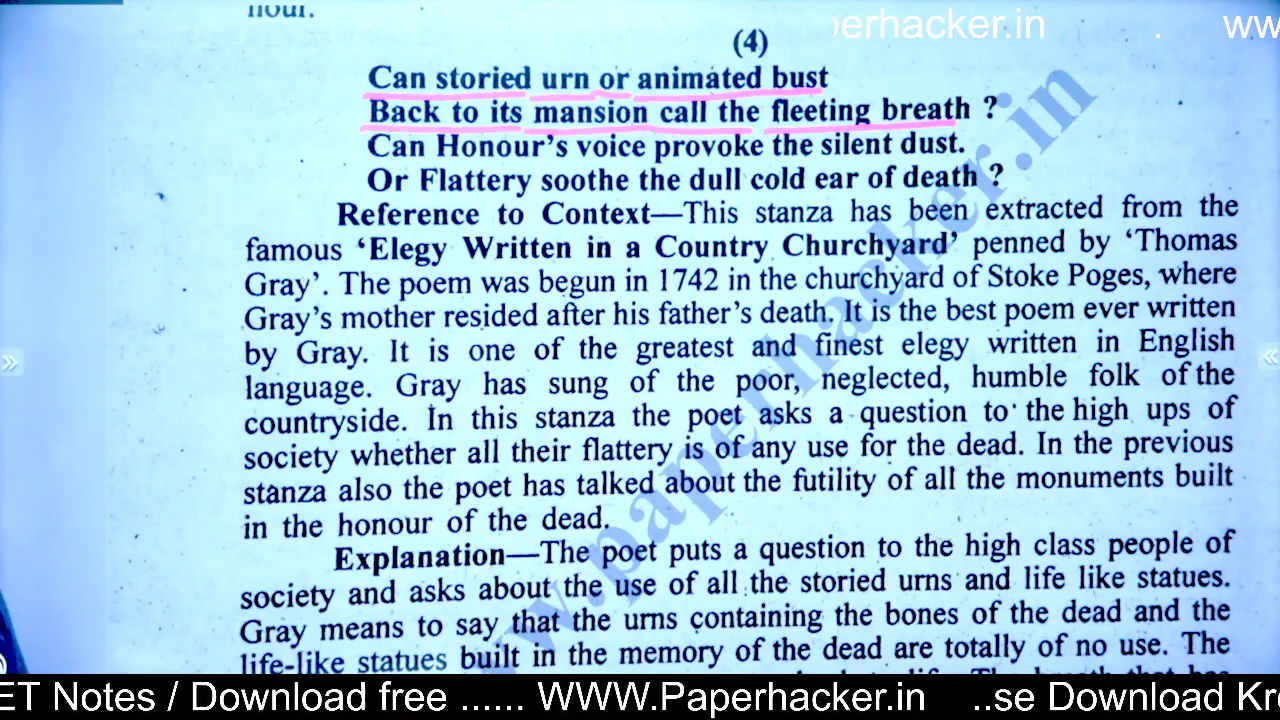 nour.
perhacker.in . ww
(4)
Can storied urn or animated bust
Back to its mansion call the fleeting breath ?
Can Honour's voice provoke the silent dust.
Or Flattery soothe the dull cold ear of death ?
Reference to Context—This stanza has been extracted from the
famous 'Elegy Written in a Country Churchyard' penned by 'Thomas
Gray'. The poem was begun in 1742 in the churchyard of Stoke Poges, where
Gray's mother resided after his father's death. It is the best poem ever written
by Gray. It is one of the greatest and finest elegy written in English
language. Gray has sung of the poor, neglected, humble folk of the
countryside. In this stanza the poet asks a question to the high ups of
society whether all their flattery is of any use for the dead. In the previous
stanza also the poet has talked about the futility of all the monuments built
in the honour of the dead.
Explanation—The poet puts a question to the high class people of
society and asks about the use of all the storied urns and life like statues.
Gray means to say that the urns containing the bones of the dead and the
life-like statues built in the memory of the dead are totally of no use. The
w.paperhacker.in
ET Notes / Download free ...... WWW.Paperhacker.in ..se Download Kr